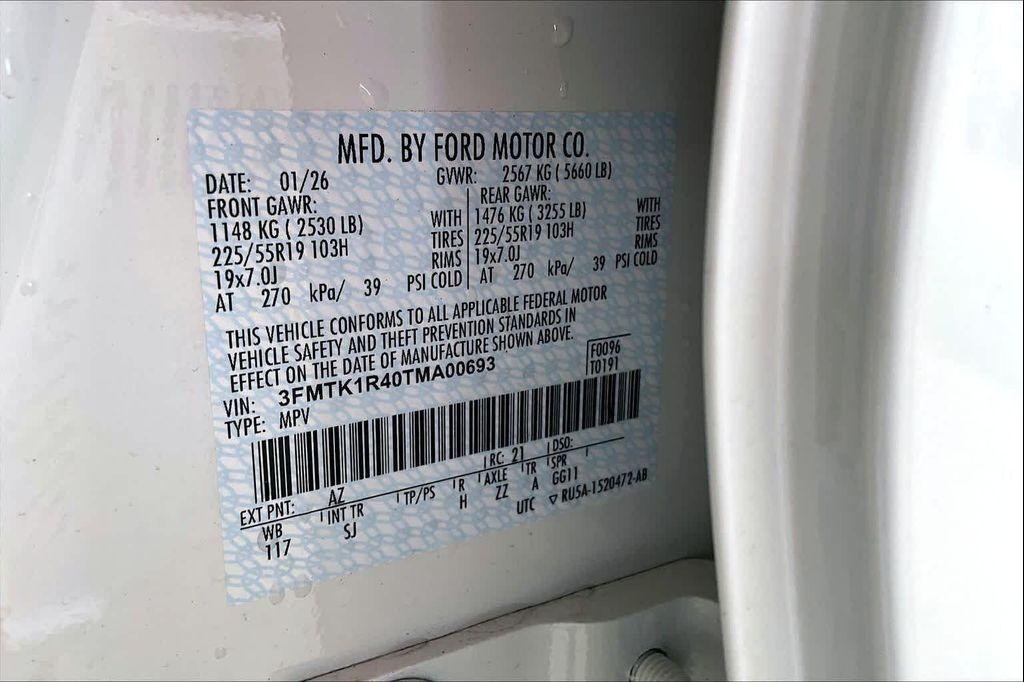 MFD. BY FORD MOTOR CO.
DATE: 01/26 GVWR: 2567 KG ( 5660 LB)
FRONT GAWR: REAR GAWR:
1148 KG ( 2530 LB) WITH 1476 KG ( 3255 LB) WITH
225/55R19 103H TIRES 225/55R19 103H TIRES
19x7.0J RIMS 19x7.0J RIMS
AT 270 kPa/ 39 PSI COLD AT 270 kPa/ 39 PSI COLD
THIS VEHICLE CONFORMS TO ALL APPLICABLE FEDERAL MOTOR
VEHICLE SAFETY AND THEFT PREVENTION STANDARDS IN
EFFECT ON THE DATE OF MANUFACTURE SHOWN ABOVE.
VIN: 3FMTK1R40TMA00693 F0096
TYPE: MPV T0191
EXT PNT: AZ RC: 21 DSO:
WB INT TR TP/PS R AXLE TR SPR
117 SJ H ZZ A GG11
UTC ▽ RU5A-1520472-AB